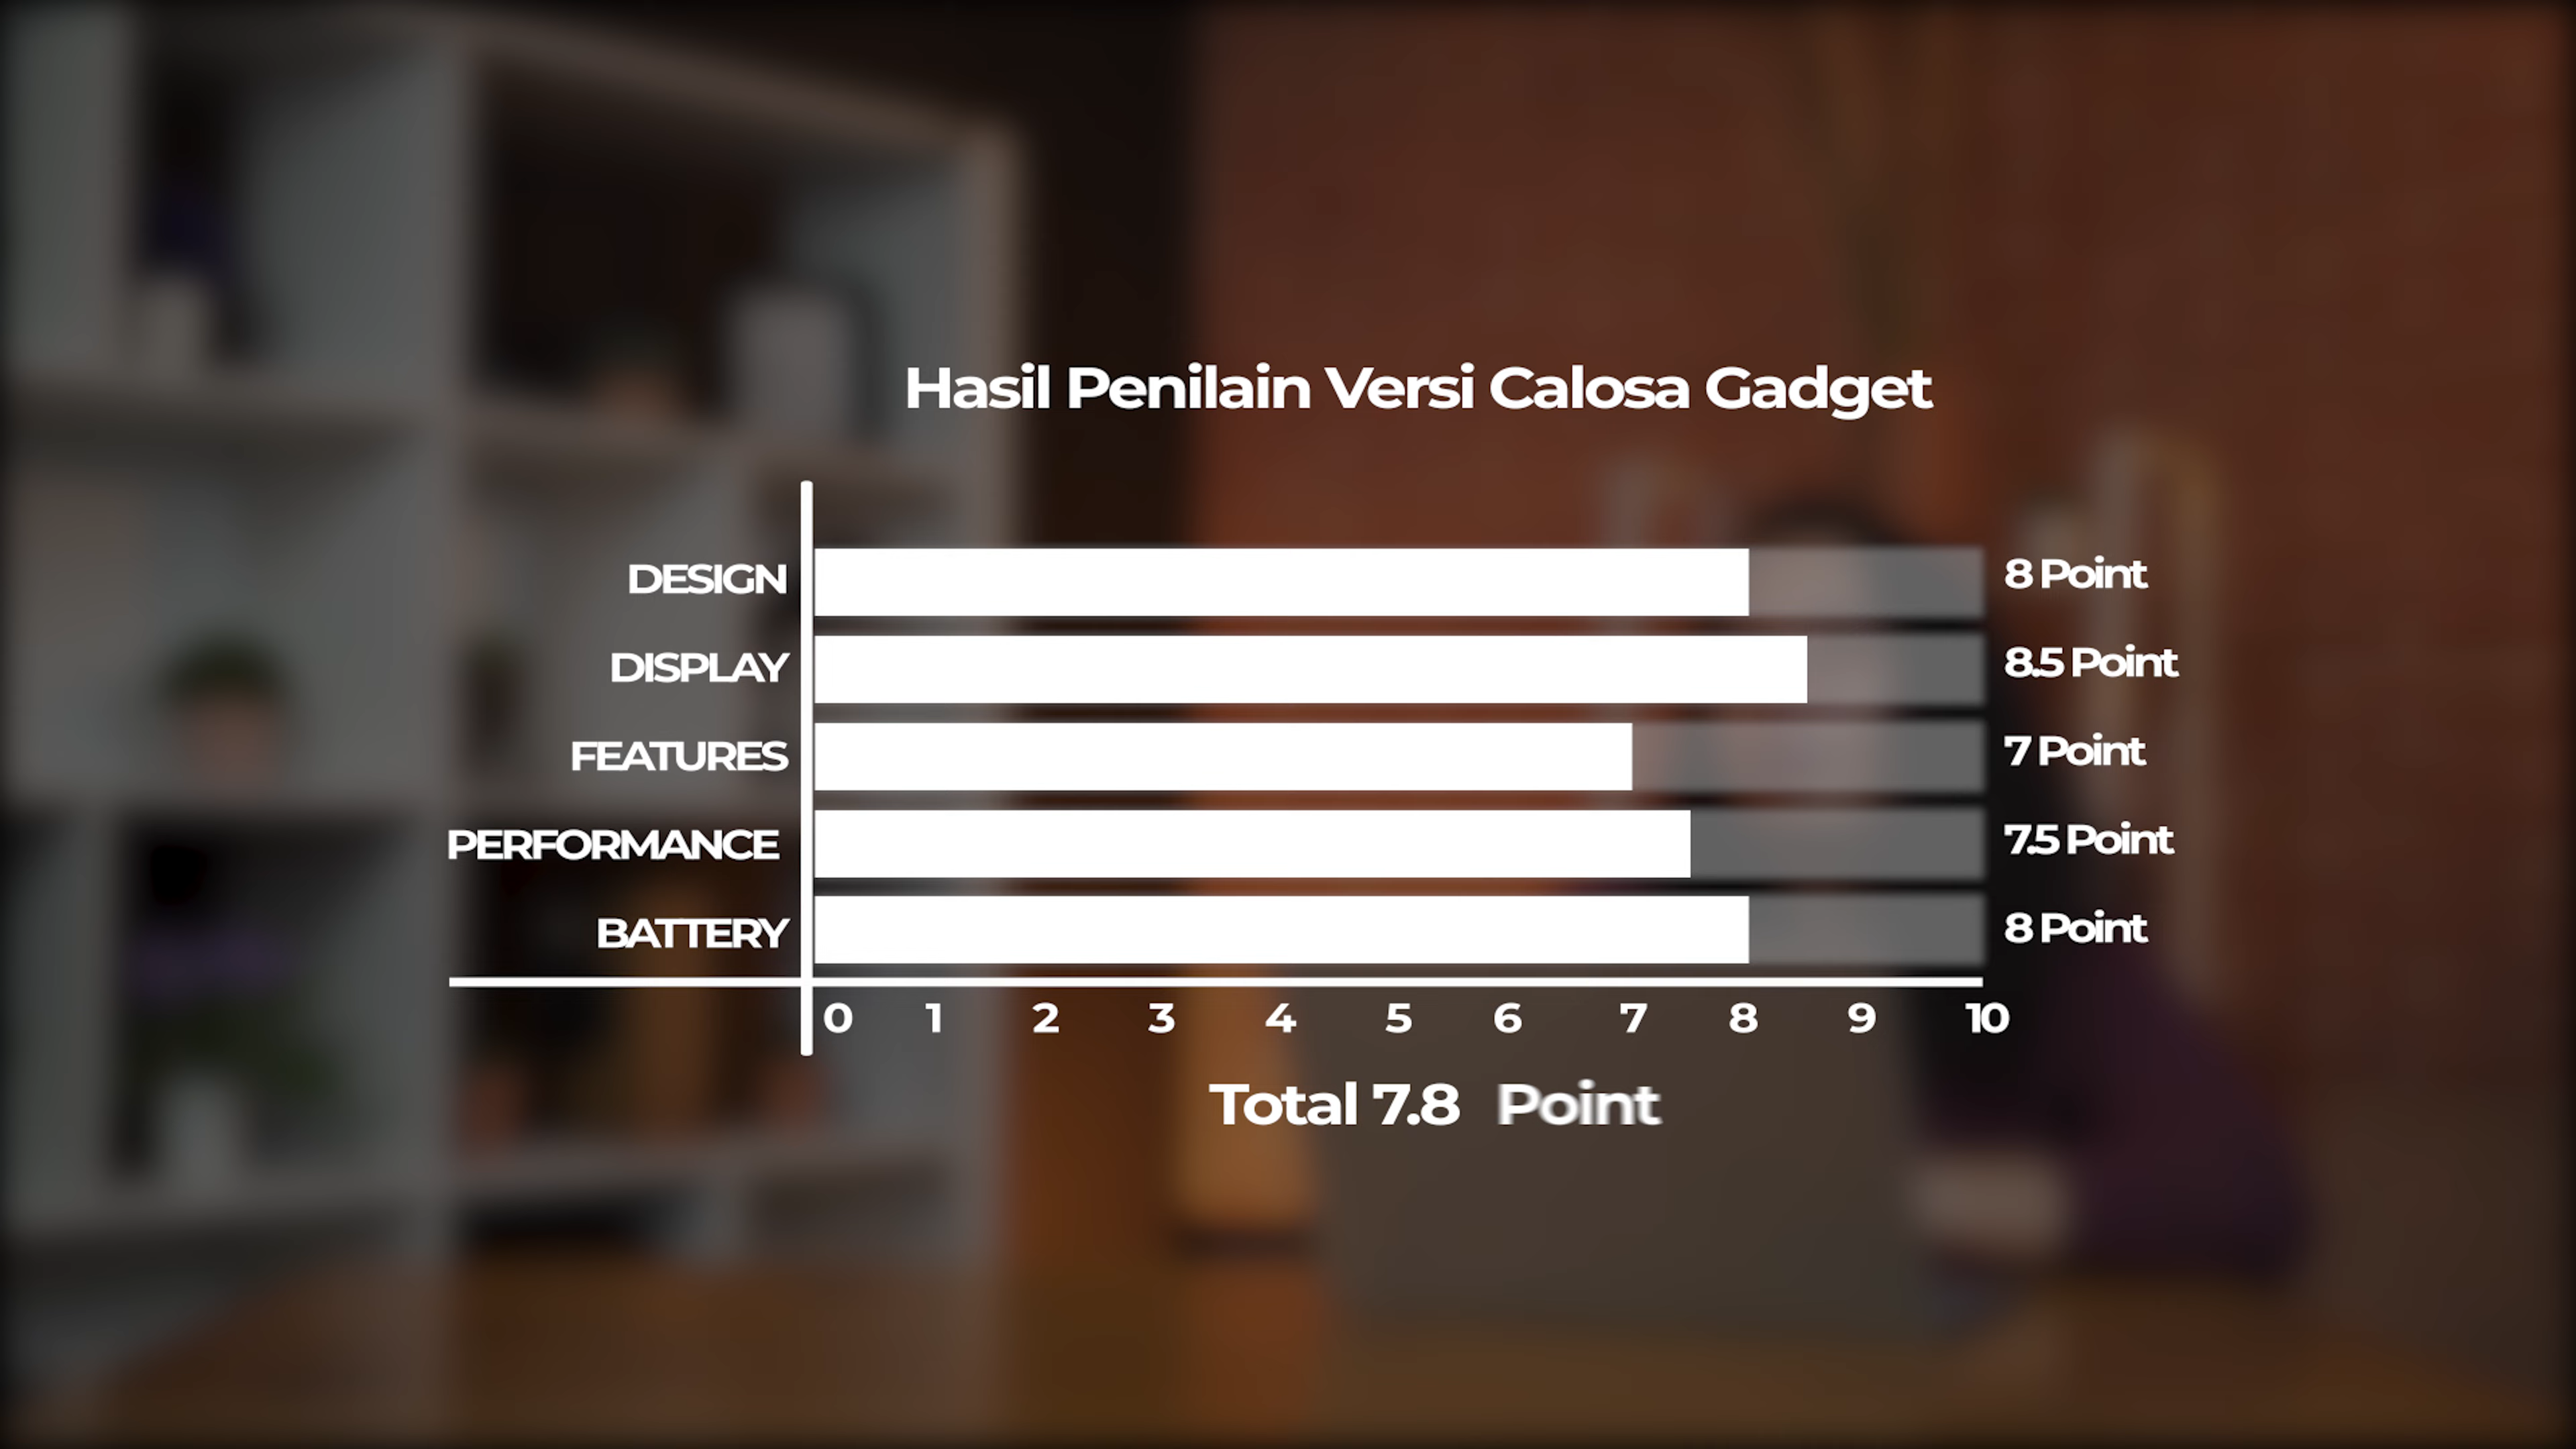 Hasil Penilain Versi Calosa Gadget
DESIGN 8 Point
DISPLAY 8.5 Point
FEATURES 7 Point
PERFORMANCE 7.5 Point
BATTERY 8 Point
0 1 2 3 4 5 6 7 8 9 10
Total 7.8 Point